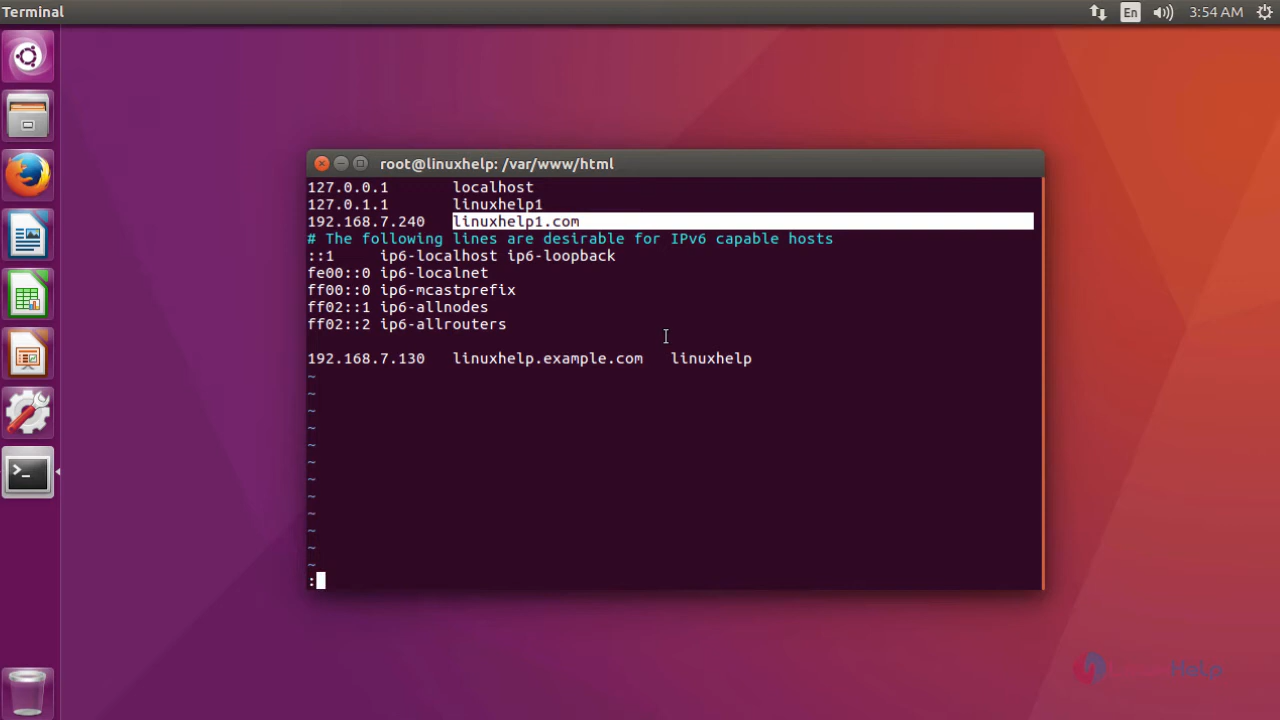 Terminal
En
3:54 AM
root@linuxhelp: /var/www/html
127.0.0.1 localhost
127.0.1.1 linuxhelp1
192.168.7.240 linuxhelp1.com
# The following lines are desirable for IPv6 capable hosts
::1 ip6-localhost ip6-loopback
fe00::0 ip6-localnet
ff00::0 ip6-mcastprefix
ff02::1 ip6-allnodes
ff02::2 ip6-allrouters
192.168.7.130 linuxhelp.example.com linuxhelp
~
~
~
~
~
~
~
~
~
~
~
~
:
>_